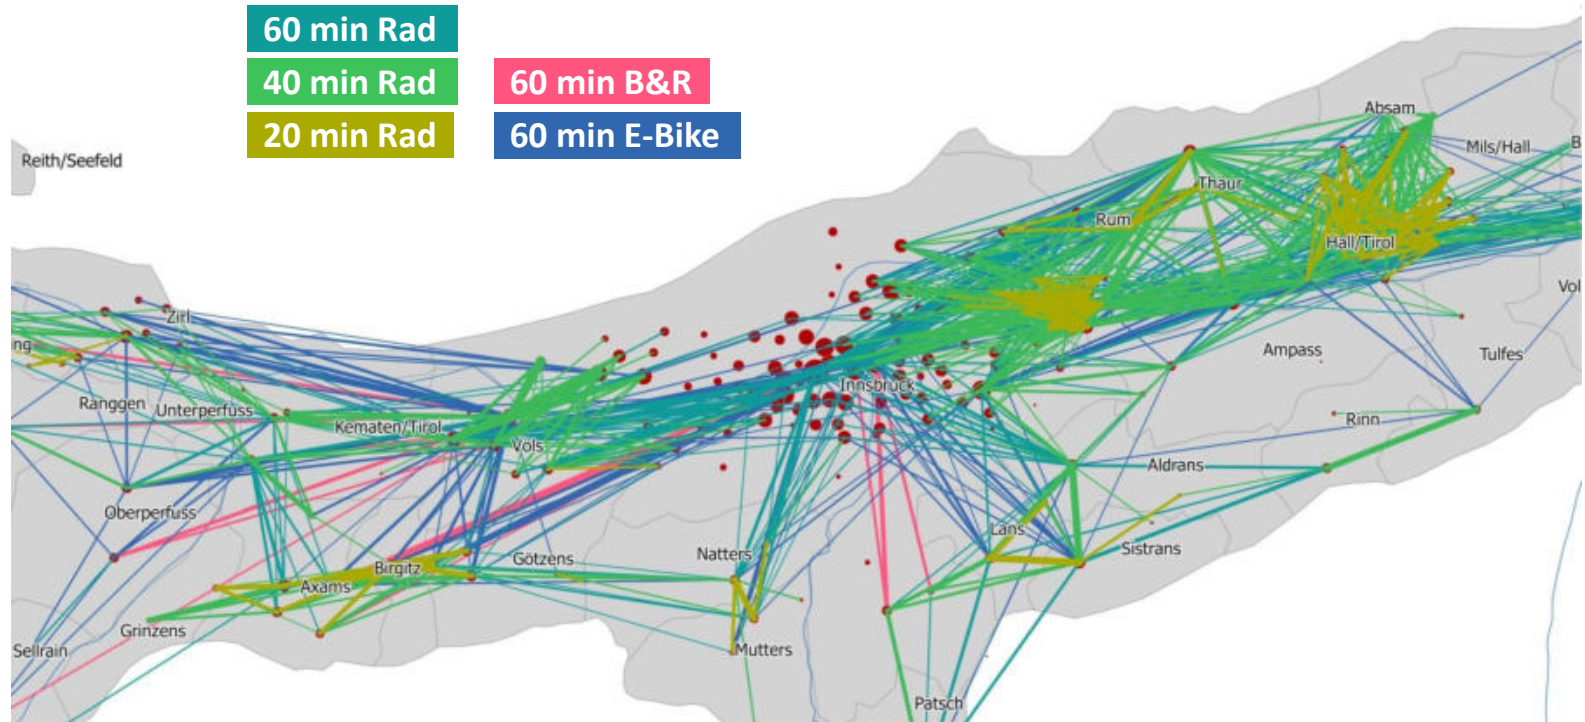 60 min Rad
40 min Rad
60 min B&R
20 min Rad
60 min E-Bike
Absam
Mils/Hall
B
Reith/Seefeld
Thaur
Rum
Hall/Tirol
Vol
Zirl
ng
Ampass
Tulfes
Innsbruck
Ranggen
Unterperfuss
Kematen/Tirol
Rinn
Völs
Aldrans
Oberperfuss
Lans
Sistrans
Natters
Götzens
Birgitz
Axams
Grinzens
Sellrain
Mutters
Patsch